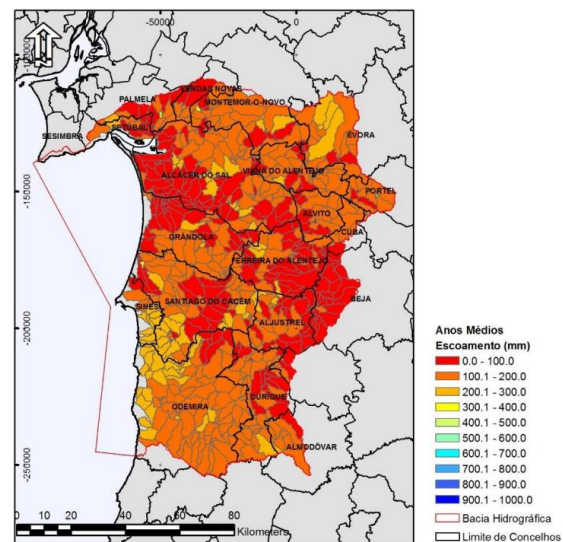 -50000
0
-100000
-150000
-200000
-250000
VENDAS NOVAS
PALMELA
MONTEMOR-O-NOVO
SETÚBAL
SESIMBRA
ÉVORA
ALCÁCER DO SAL
VIANA DO ALENTEJO
PORTEL
ALVITO
CUBA
GRÂNDOLA
FERREIRA DO ALENTEJO
BEJA
SANTIAGO DO CACÉM
SINES
ALJUSTREL
OURIQUE
ODEMIRA
ALMODÔVAR
0 10 20 40 60 80
Kilometers
Anos Médios
Escoamento (mm)
0.0 - 100.0
100.1 - 200.0
200.1 - 300.0
300.1 - 400.0
400.1 - 500.0
500.1 - 600.0
600.1 - 700.0
700.1 - 800.0
800.1 - 900.0
900.1 - 1000.0
Bacia Hidrográfica
Limite de Concelhos